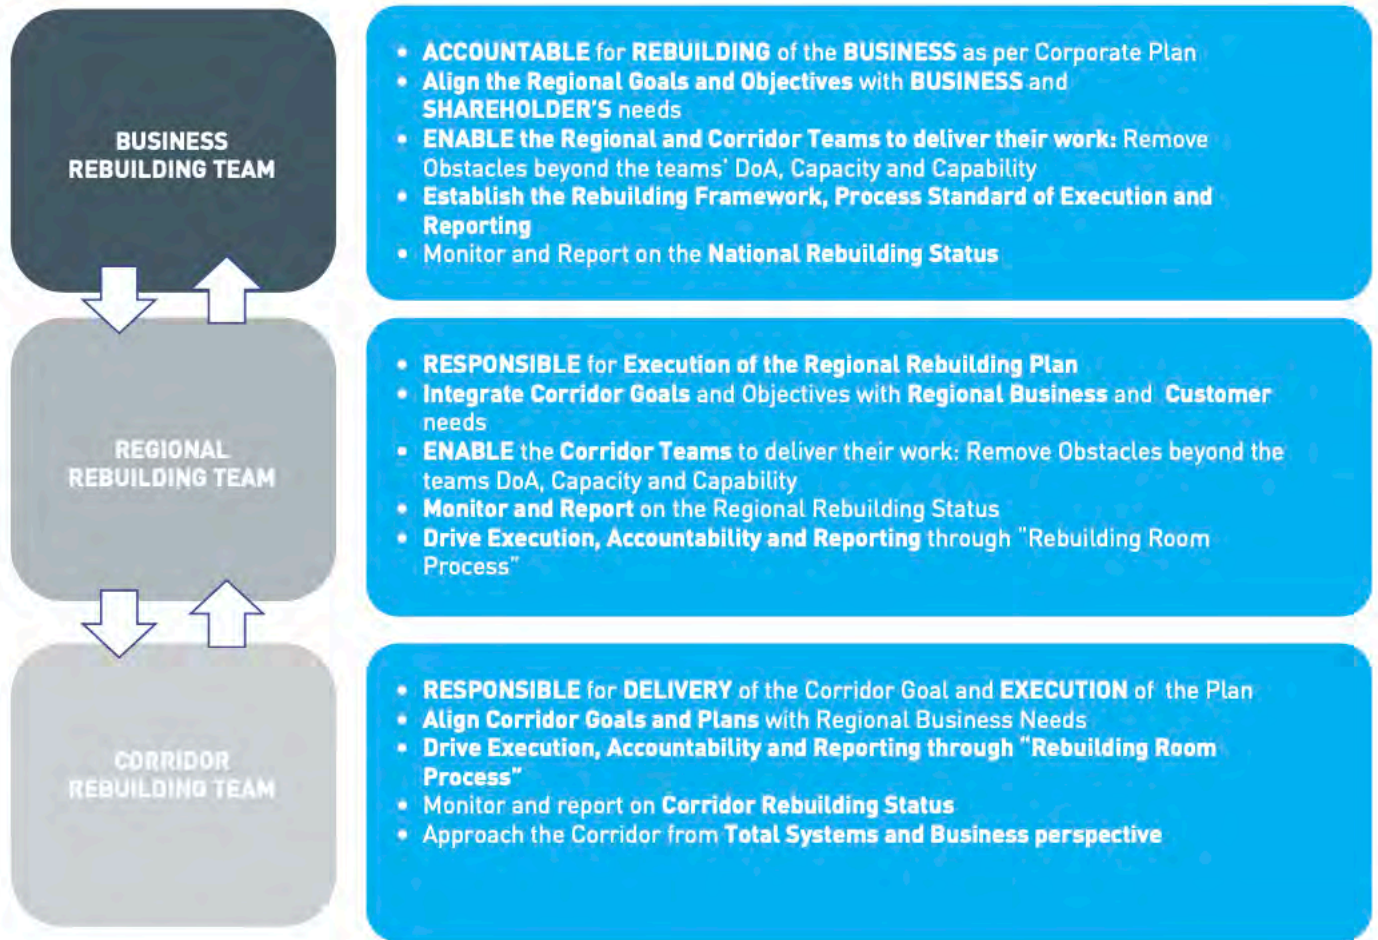 BUSINESS
REBUILDING TEAM
• ACCOUNTABLE for REBUILDING of the BUSINESS as per Corporate Plan
• Align the Regional Goals and Objectives with BUSINESS and
SHAREHOLDER'S needs
• ENABLE the Regional and Corridor Teams to deliver their work: Remove
Obstacles beyond the teams' DoA, Capacity and Capability
• Establish the Rebuilding Framework, Process Standard of Execution and
Reporting
• Monitor and Report on the National Rebuilding Status
REGIONAL
REBUILDING TEAM
• RESPONSIBLE for Execution of the Regional Rebuilding Plan
• Integrate Corridor Goals and Objectives with Regional Business and Customer
needs
• ENABLE the Corridor Teams to deliver their work: Remove Obstacles beyond the
teams DoA, Capacity and Capability
• Monitor and Report on the Regional Rebuilding Status
• Drive Execution, Accountability and Reporting through "Rebuilding Room
Process"
CORRIDOR
REBUILDING TEAM
• RESPONSIBLE for DELIVERY of the Corridor Goal and EXECUTION of the Plan
• Align Corridor Goals and Plans with Regional Business Needs
• Drive Execution, Accountability and Reporting through "Rebuilding Room
Process"
• Monitor and report on Corridor Rebuilding Status
• Approach the Corridor from Total Systems and Business perspective